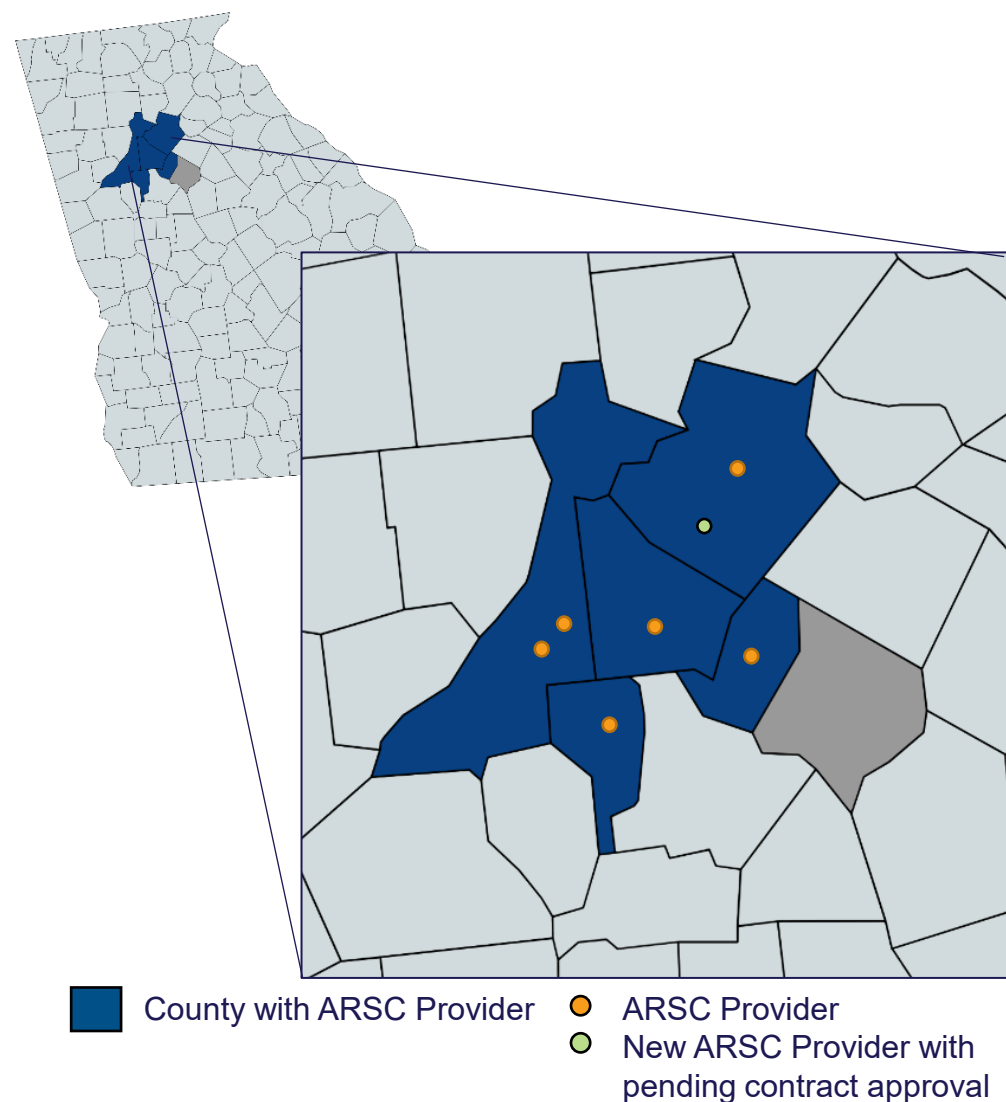 County with ARSC Provider
ARSC Provider
New ARSC Provider with
pending contract approval